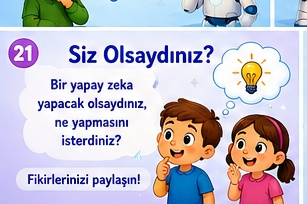 21
Siz Olsaydınız?
Bir yapay zeka
yapacak olsaydınız,
ne yapmasını
isterdiniz?
Fikirlerinizi paylaşın!